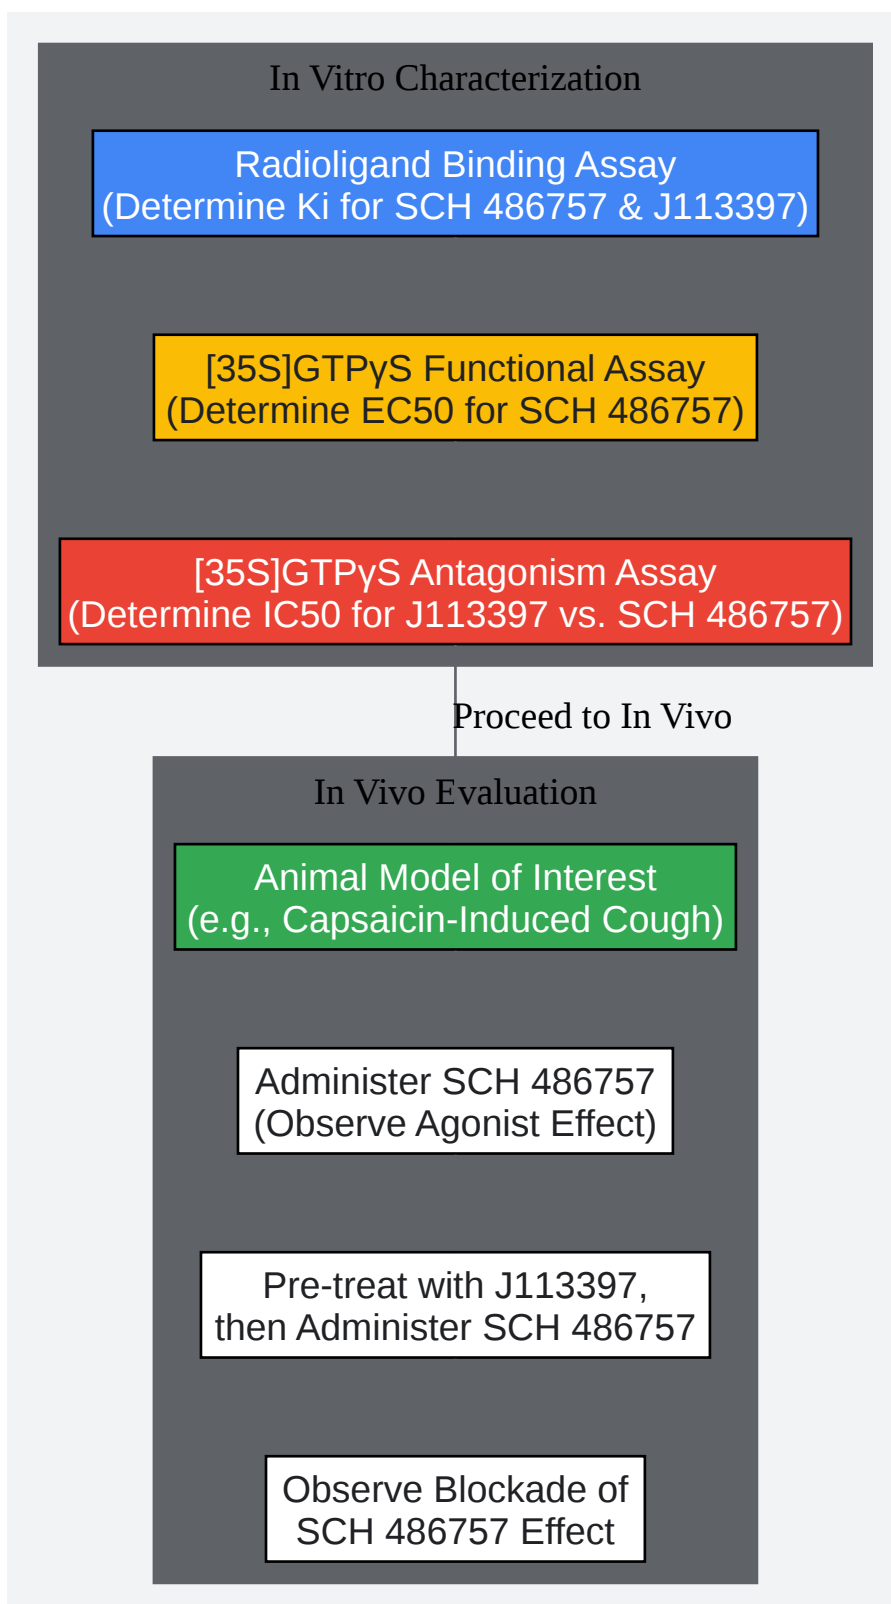 In Vitro Characterization
Radioligand Binding Assay
(Determine Ki for SCH 486757 & J113397)
[35S]GTPγS Functional Assay
(Determine EC50 for SCH 486757)
[35S]GTPγS Antagonism Assay
(Determine IC50 for J113397 vs. SCH 486757)
Proceed to In Vivo
In Vivo Evaluation
Animal Model of Interest
(e.g., Capsaicin-Induced Cough)
Administer SCH 486757
(Observe Agonist Effect)
Pre-treat with J113397,
then Administer SCH 486757
Observe Blockade of
SCH 486757 Effect